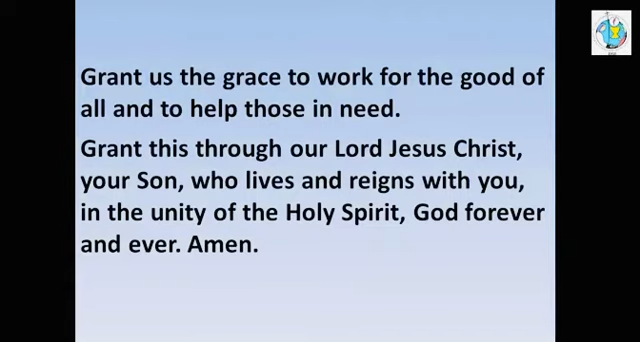 Grant us the grace to work for the good of
all and to help those in need.
Grant this through our Lord Jesus Christ,
your Son, who lives and reigns with you,
in the unity of the Holy Spirit, God forever
and ever. Amen.